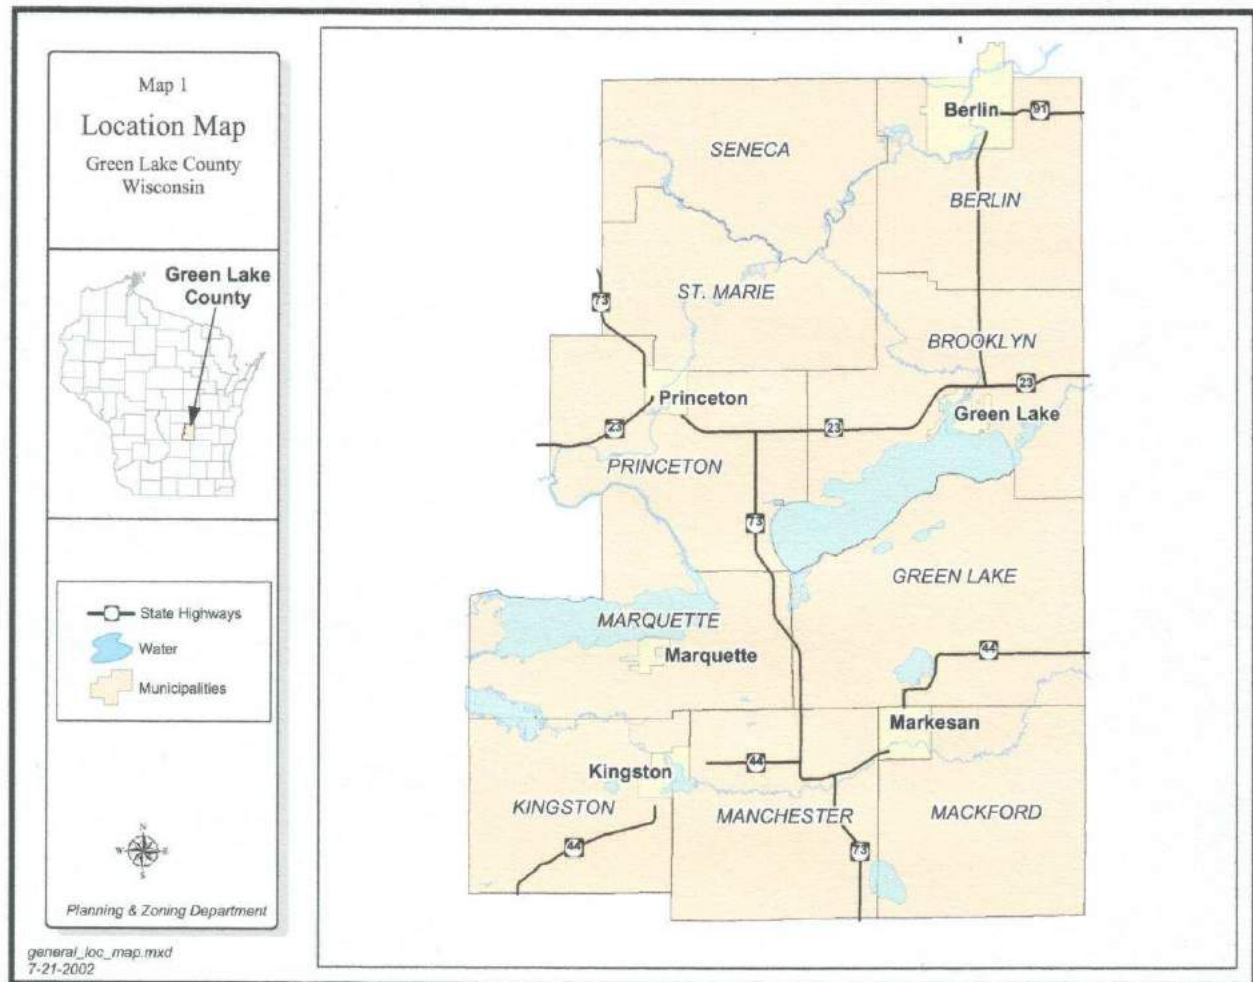 Map 1
Location Map
Green Lake County
Wisconsin
Green Lake
County
State Highways
Water
Municipalities
N
W
E
S
Planning & Zoning Department
general_loc_map.mxd
7-21-2002
Berlin
91
SENECA
BERLIN
ST. MARIE
73
BROOKLYN
23
Princeton
Green Lake
23
23
PRINCETON
73
GREEN LAKE
MARQUETTE
Marquette
44
Markesan
Kingston
44
KINGSTON
MANCHESTER
MACKFORD
44
73